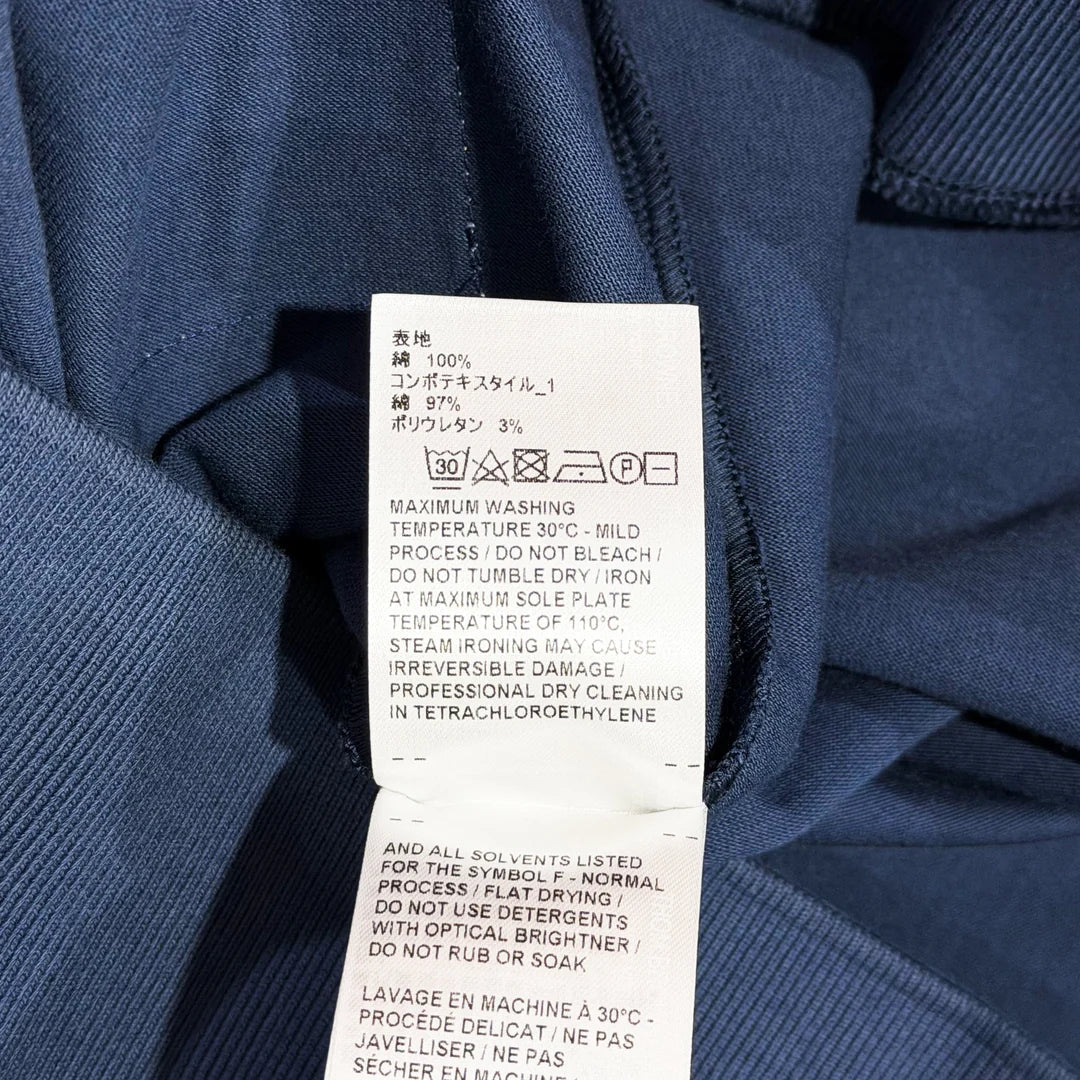 表地
綿 100%
コンポテキスタイル_1
綿 97%
ポリウレタン 3%
30 P
MAXIMUM WASHING
TEMPERATURE 30°C - MILD
PROCESS / DO NOT BLEACH /
DO NOT TUMBLE DRY / IRON
AT MAXIMUM SOLE PLATE
TEMPERATURE OF 110°C,
STEAM IRONING MAY CAUSE
IRREVERSIBLE DAMAGE /
PROFESSIONAL DRY CLEANING
IN TETRACHLOROETHYLENE
AND ALL SOLVENTS LISTED
FOR THE SYMBOL F - NORMAL
PROCESS / FLAT DRYING /
DO NOT USE DETERGENTS
WITH OPTICAL BRIGHTNER /
DO NOT RUB OR SOAK
LAVAGE EN MACHINE À 30°C -
PROCÉDÉ DELICAT / NE PAS
JAVELLISER / NE PAS
SÉCHER EN MACHINE /